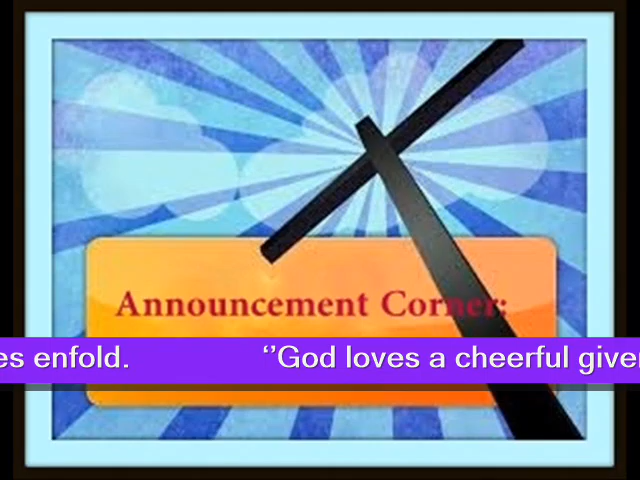 Announcement Corner:
es enfold. ‘’God loves a cheerful giver